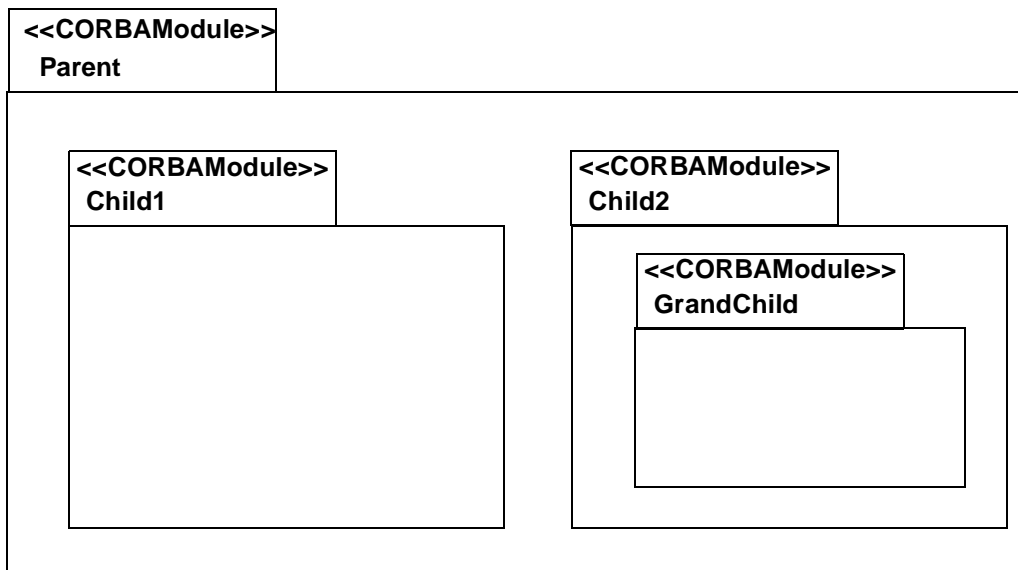 <<CORBAModule>>
Parent
<<CORBAModule>>
Child1
<<CORBAModule>>
Child2
<<CORBAModule>>
GrandChild